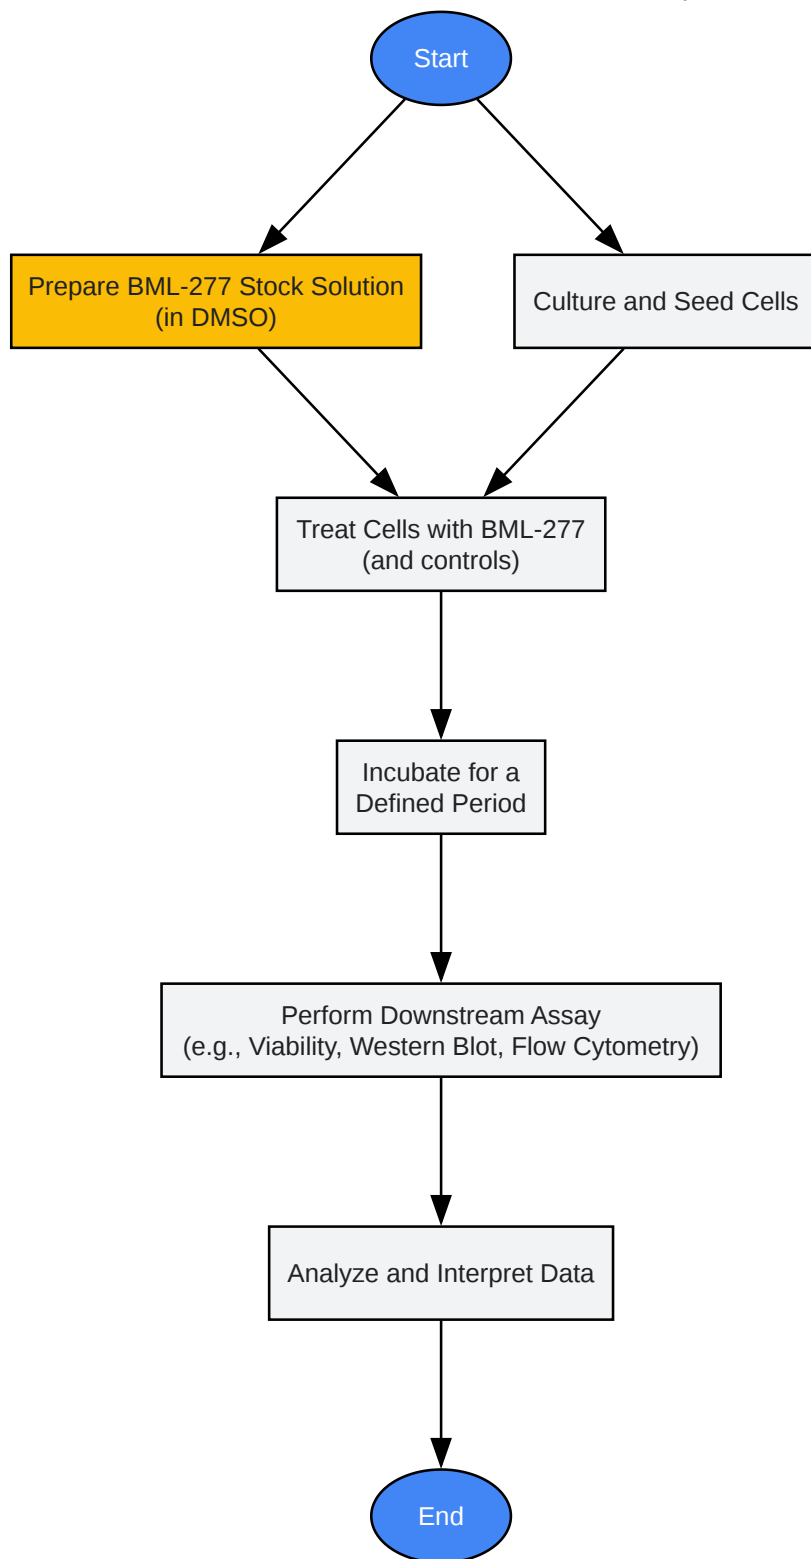 Start
Prepare BML-277 Stock Solution
(in DMSO)
Culture and Seed Cells
Treat Cells with BML-277
(and controls)
Incubate for a
Defined Period
Perform Downstream Assay
(e.g., Viability, Western Blot, Flow Cytometry)
Analyze and Interpret Data
End